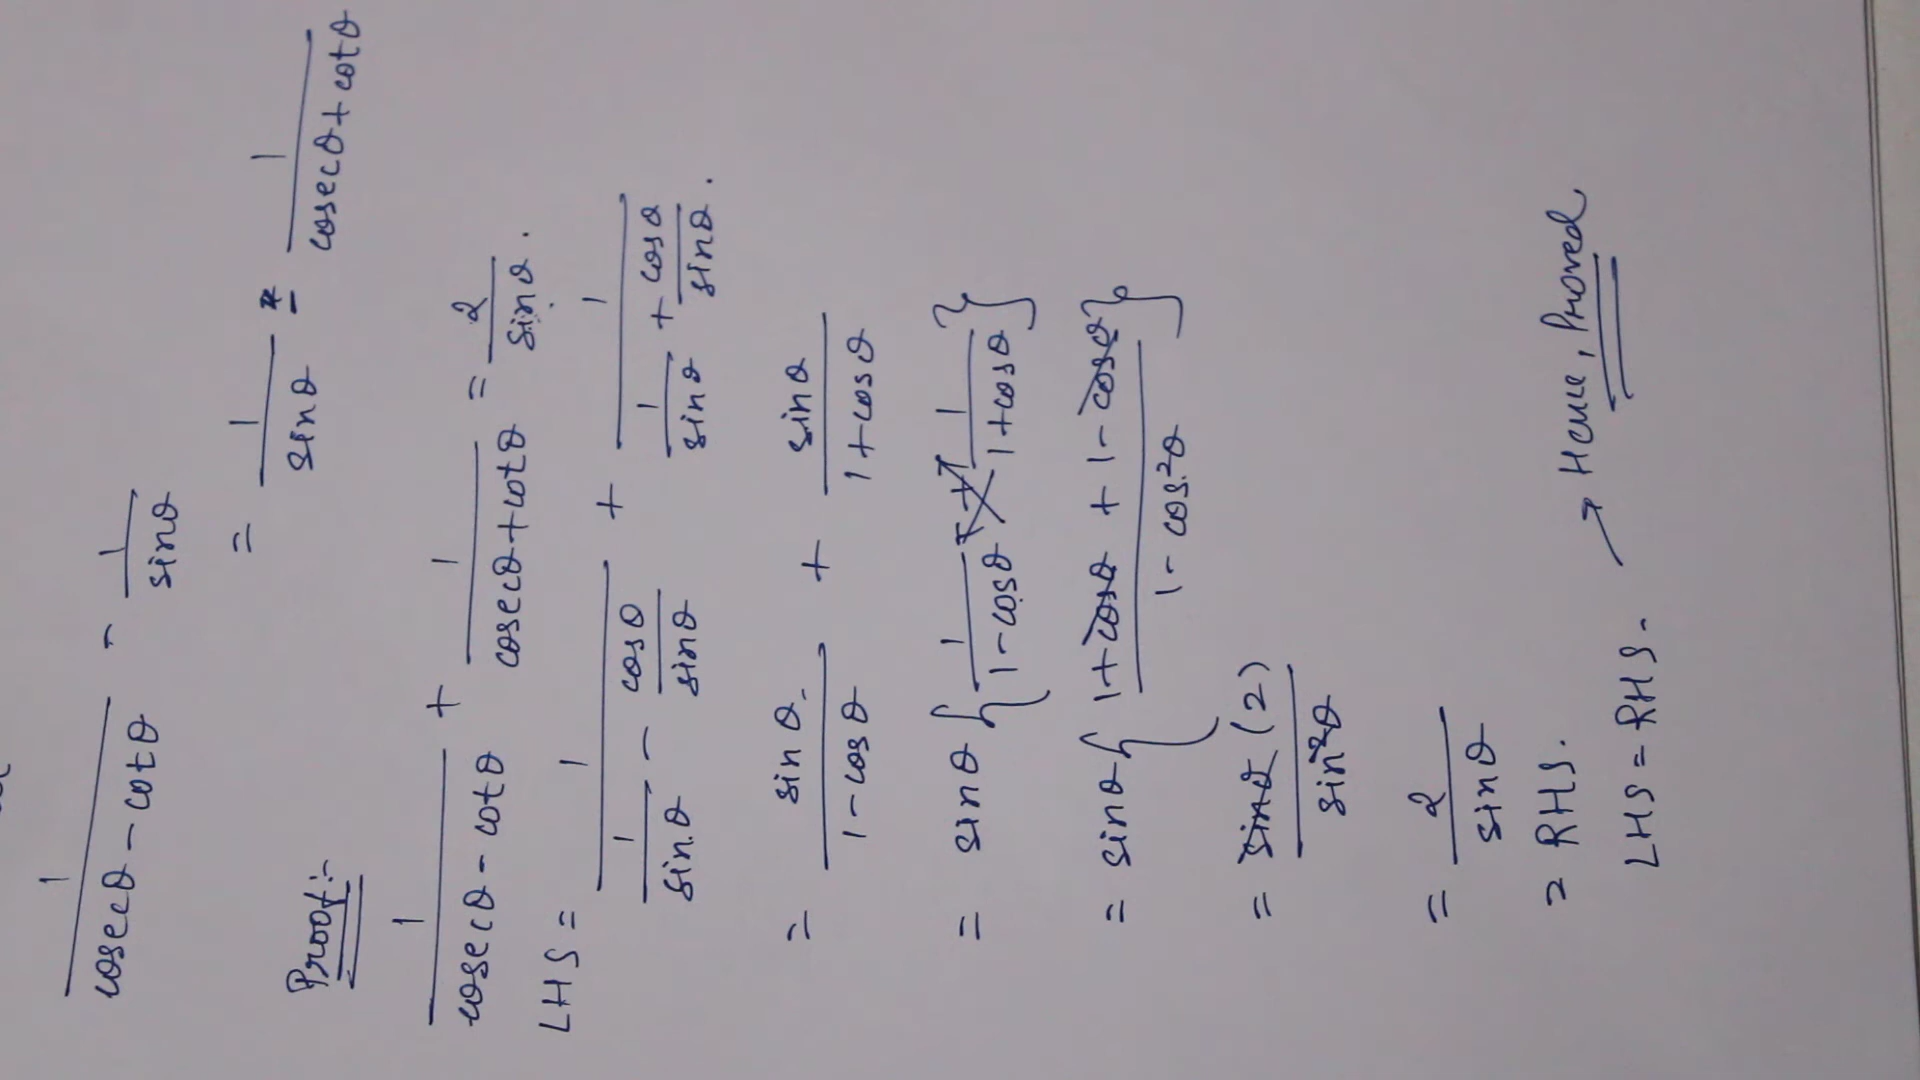 1/(cosecθ - cotθ) - 1/sinθ
= 1/sinθ - 1/(cosecθ + cotθ)
Proof:-
1/(cosecθ - cotθ) + 1/(cosecθ + cotθ) = 2/sinθ.
LHS = 1/(1/sinθ - cosθ/sinθ) + 1/(1/sinθ + cosθ/sinθ).
= sinθ/(1-cosθ) + sinθ/(1+cosθ)
= sinθ {1/(1-cosθ) + 1/(1+cosθ)}
= sinθ {(1+cosθ + 1-cosθ)/(1-cos²θ)}
= sinθ(2)/sin²θ
= 2/sinθ
= RHS.
LHS = RHS. → Hence, Proved